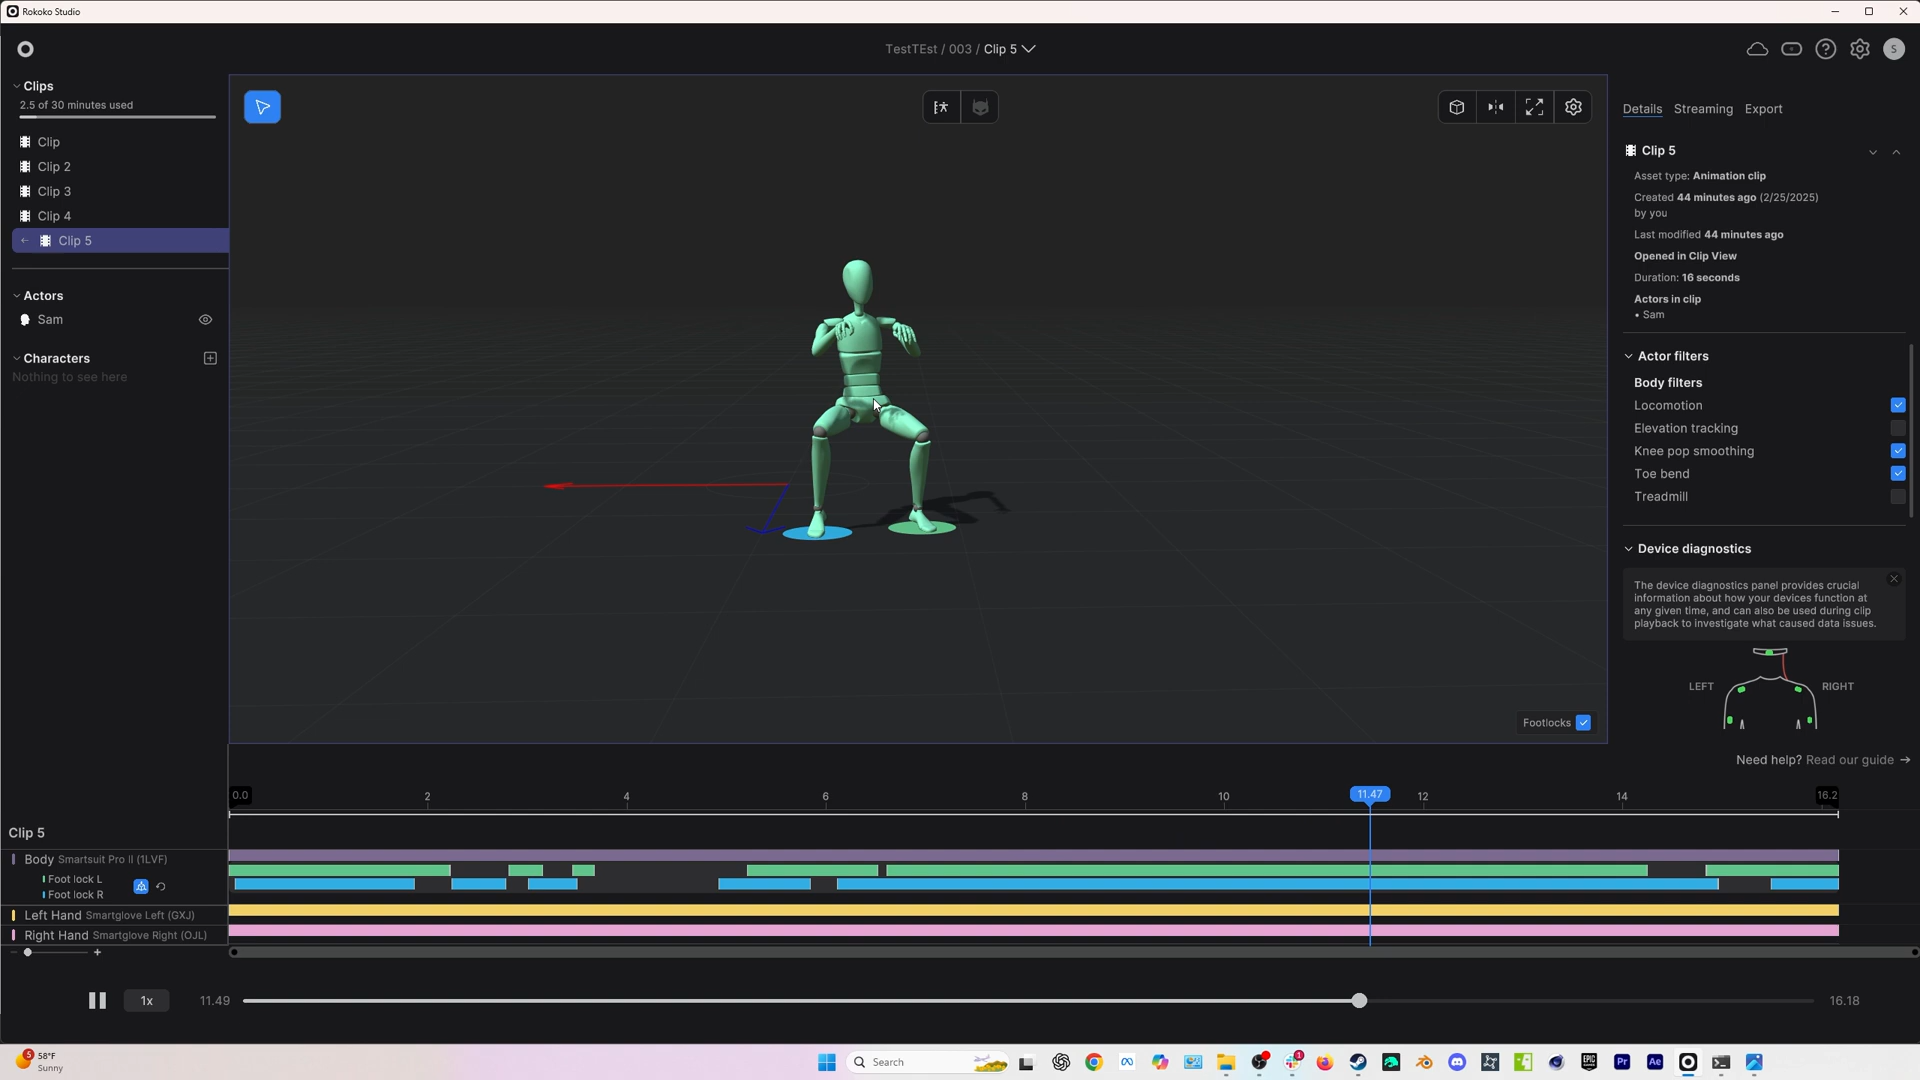 Rokoko Studio
TestTEst / 003 / Clip 5
S
Clips
2.5 of 30 minutes used
Clip
Clip 2
Clip 3
Clip 4
Clip 5
Actors
Sam
Characters
Nothing to see here
Footlocks
Details Streaming Export
Clip 5
Asset type: Animation clip
Created 44 minutes ago (2/25/2025)
by you
Last modified 44 minutes ago
Opened in Clip View
Duration: 16 seconds
Actors in clip
• Sam
Actor filters
Body filters
Locomotion
Elevation tracking
Knee pop smoothing
Toe bend
Treadmill
Device diagnostics
The device diagnostics panel provides crucial
information about how your devices function at
any given time, and can also be used during clip
playback to investigate what caused data issues.
LEFT RIGHT
Need help? Read our guide →
0.0 2 4 6 8 10 11.47 12 14 16.2
Clip 5
Body Smartsuit Pro II (1LVF)
Foot lock L
Foot lock R
Left Hand Smartglove Left (GXJ)
Right Hand Smartglove Right (OJL)
1x 11.49 16.18
5 58°F
Sunny
Search
1
EPIC
Pr
Ae